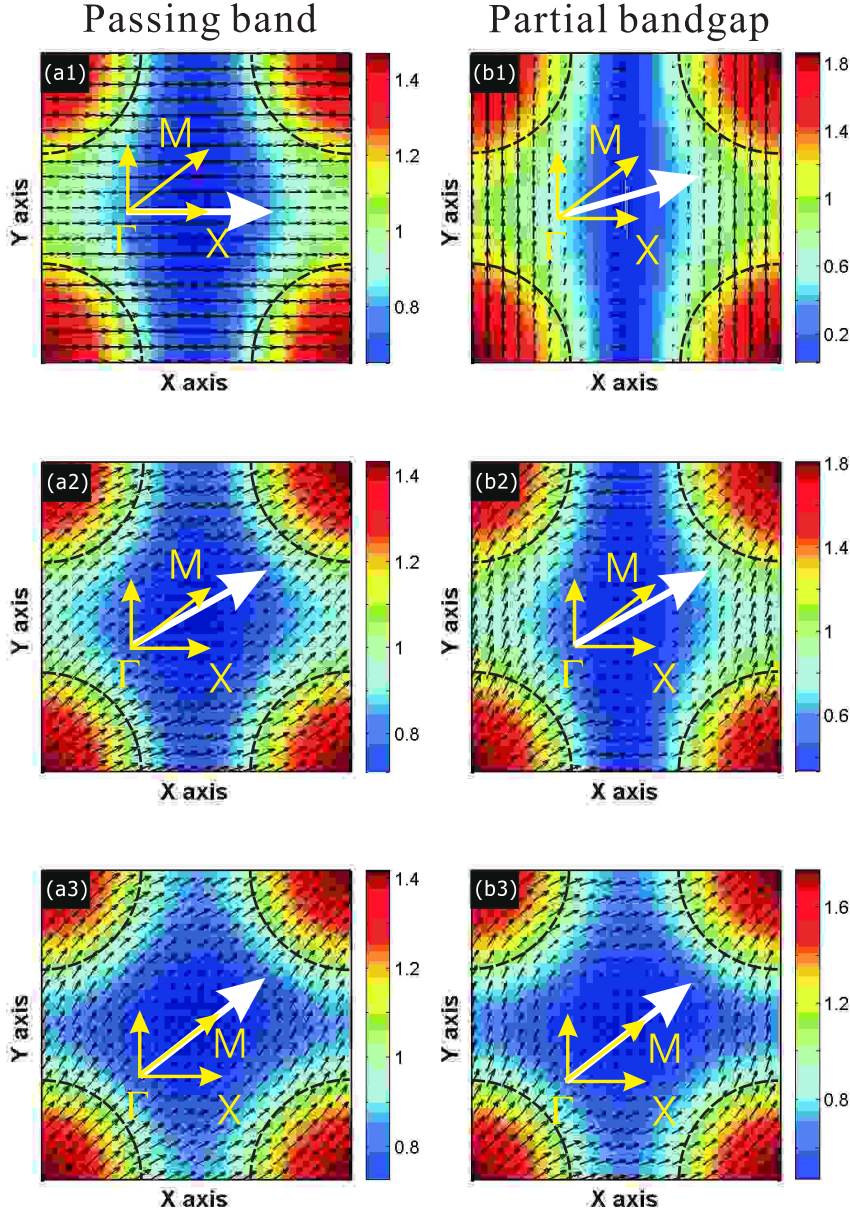 Passing band
Partial bandgap
(a1)
M
Γ
X
Y axis
X axis
1.4
1.2
1
0.8
(b1)
M
Γ
X
Y axis
X axis
1.8
1.4
1.0
0.6
0.2
(a2)
M
Γ
X
Y axis
X axis
1.4
1.2
1
0.8
(b2)
M
Γ
X
Y axis
X axis
1.8
1.4
1
0.6
(a3)
M
Γ
X
Y axis
X axis
1.4
1.2
1
0.8
(b3)
M
Γ
X
Y axis
X axis
1.6
1.2
1
0.6